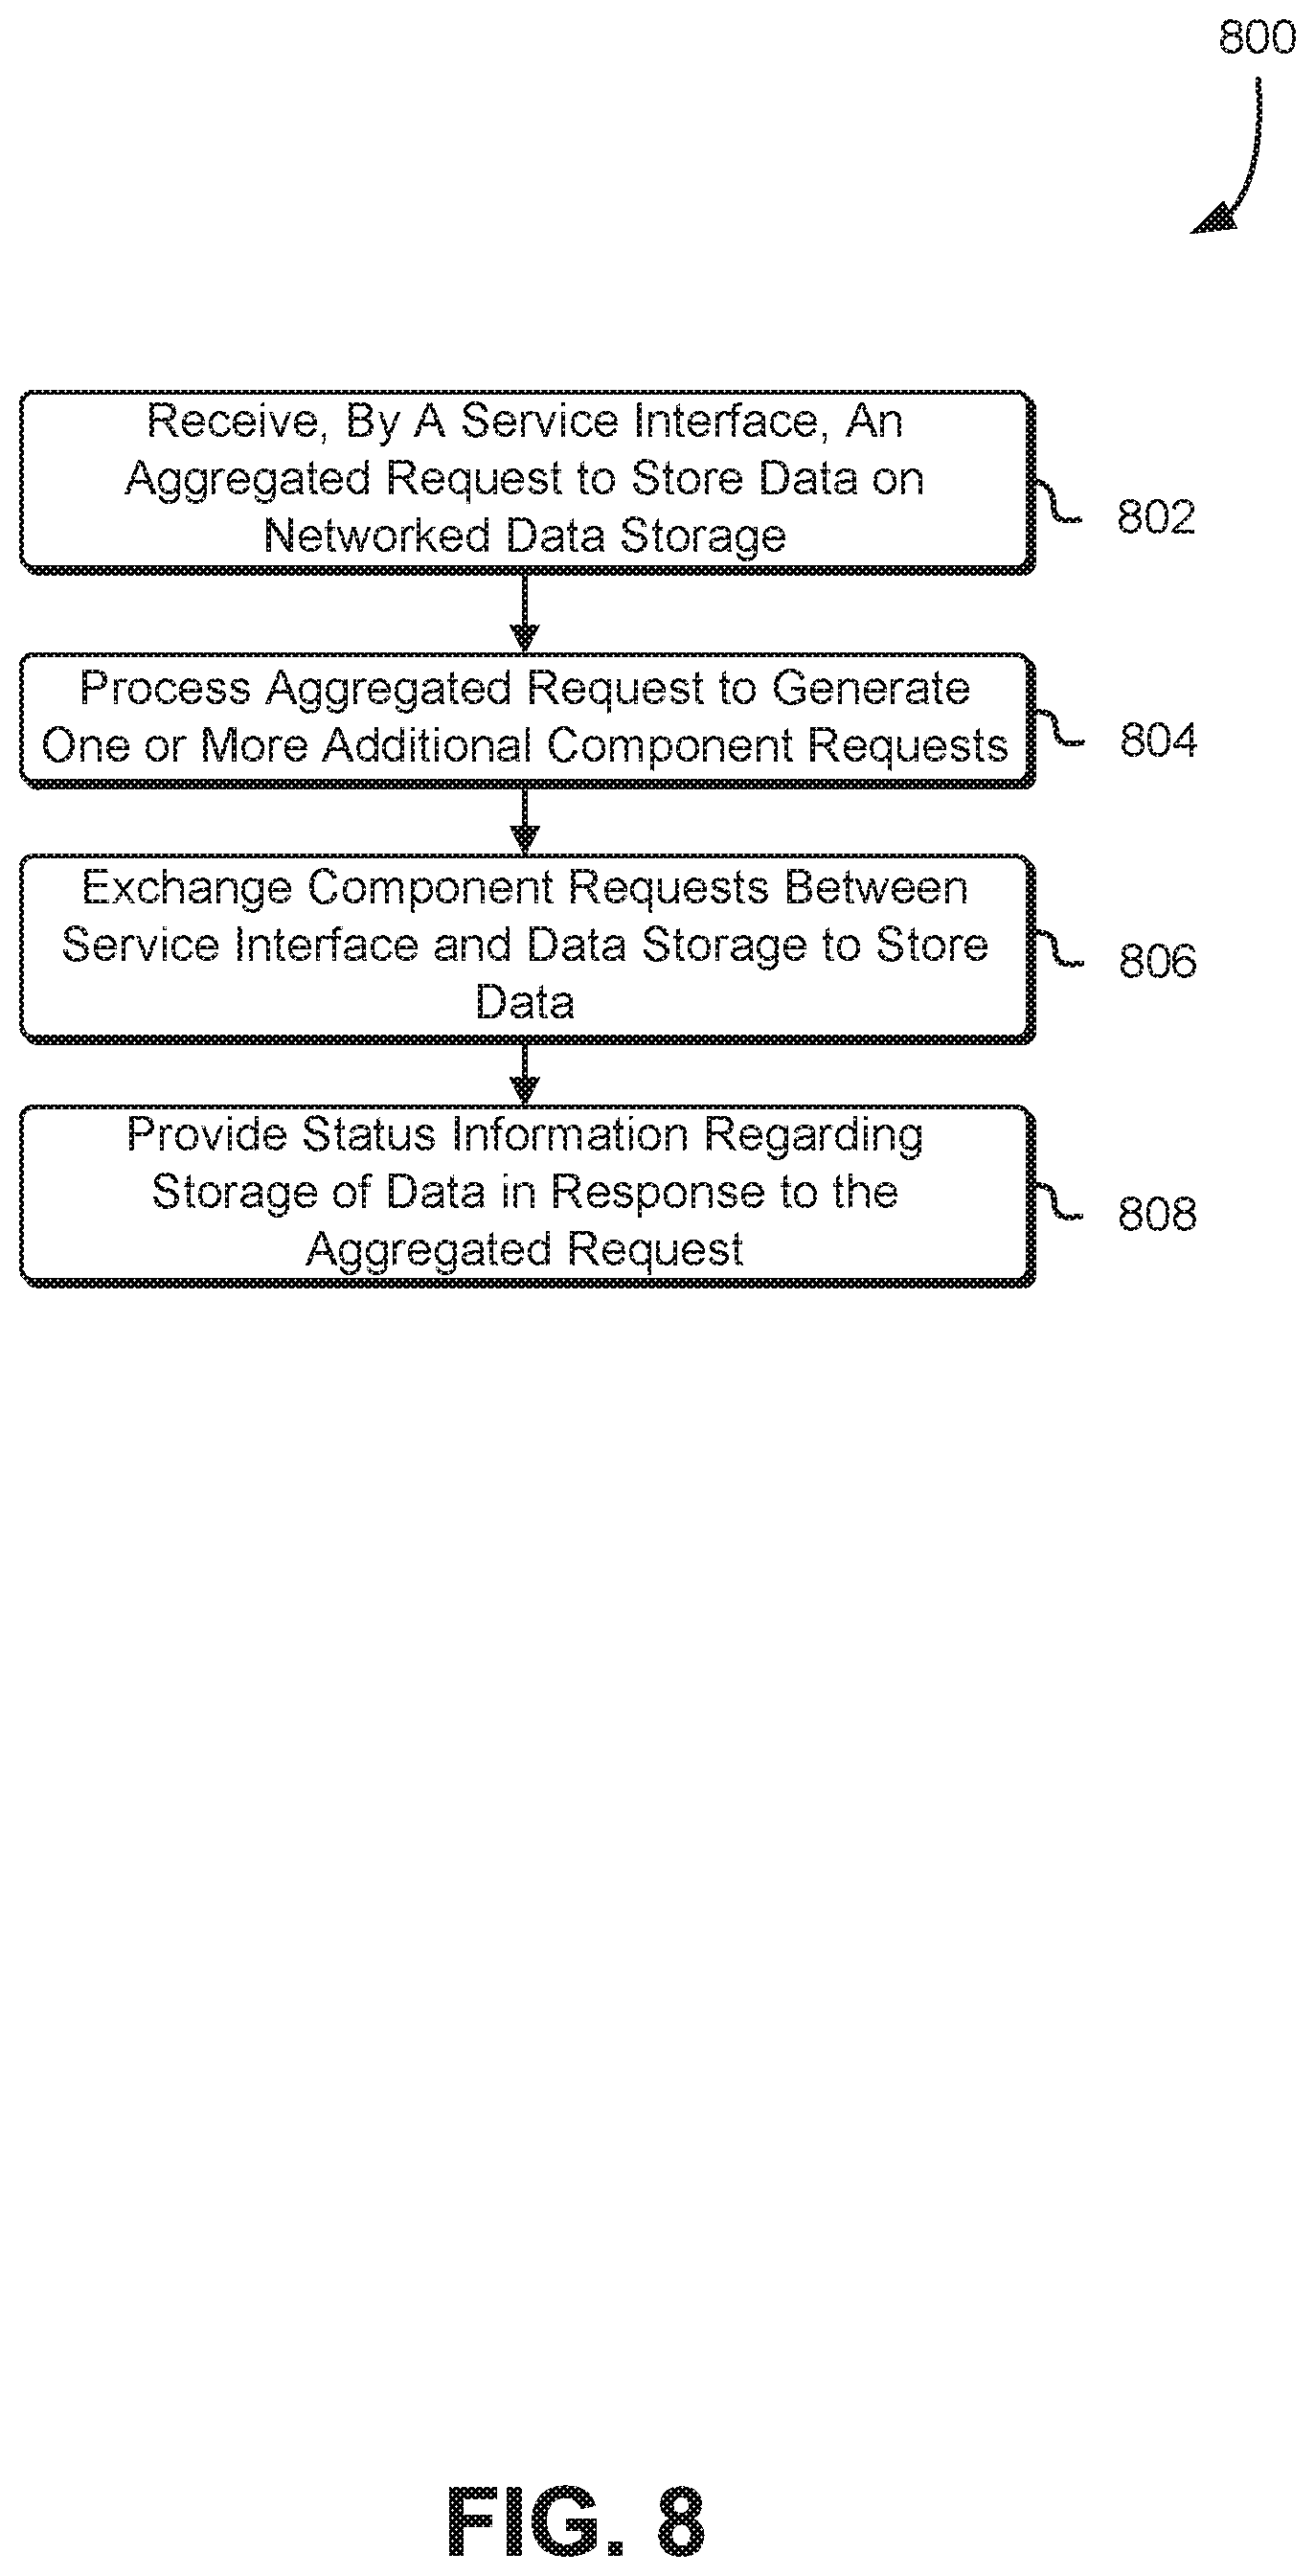 800
Receive, By A Service Interface, An
Aggregated Request to Store Data on
Networked Data Storage
802
Process Aggregated Request to Generate
One or More Additional Component Requests
804
Exchange Component Requests Between
Service Interface and Data Storage to Store
Data
806
Provide Status Information Regarding
Storage of Data in Response to the
Aggregated Request
808
FIG. 8